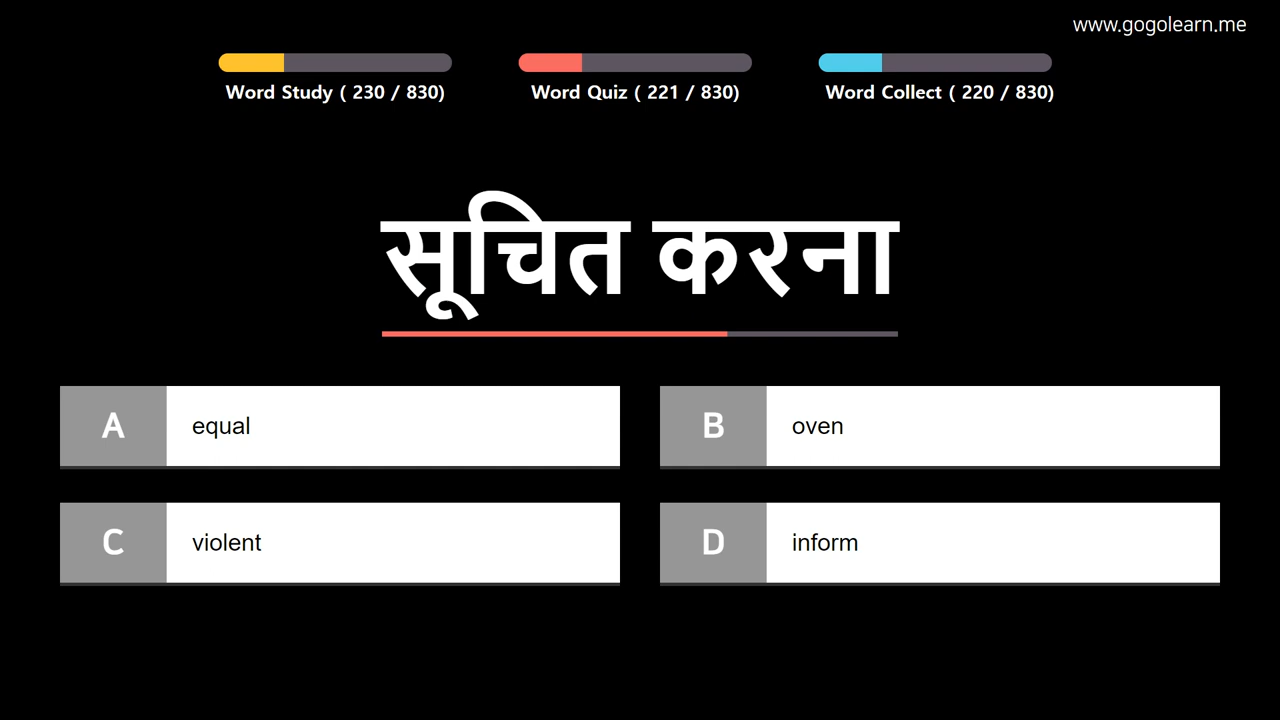 www.gogolearn.me
Word Study ( 230 / 830)
Word Quiz ( 221 / 830)
Word Collect ( 220 / 830)
सूचित करना
A equal
B oven
C violent
D inform